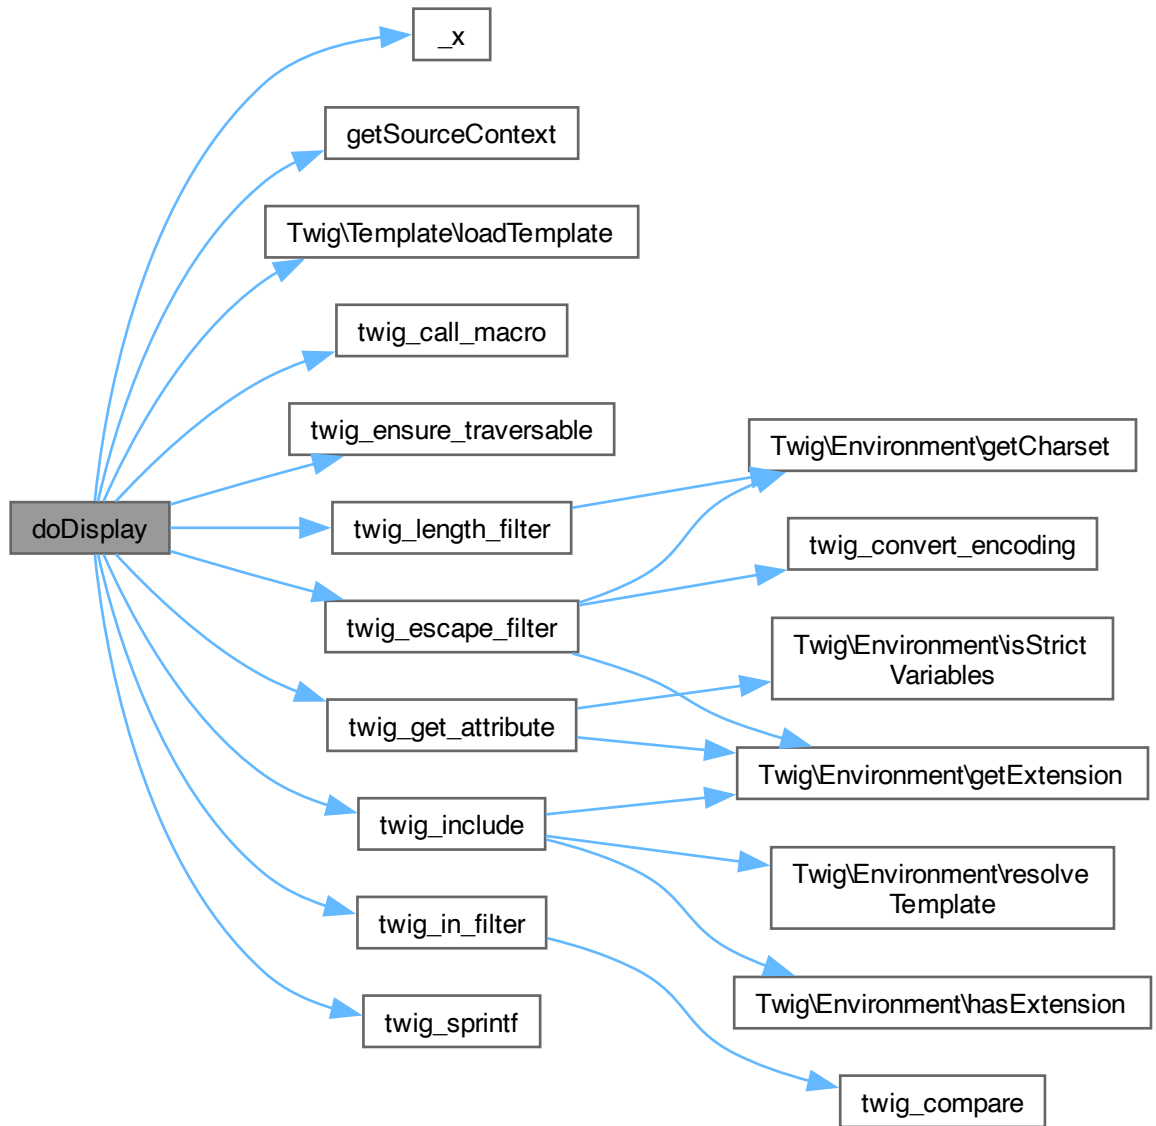 _x
getSourceContext
Twig\Template\loadTemplate
twig_call_macro
twig_ensure_traversable
Twig\Environment\getCharset
doDisplay
twig_length_filter
twig_convert_encoding
twig_escape_filter
Twig\Environment\isStrict
Variables
twig_get_attribute
Twig\Environment\getExtension
twig_include
Twig\Environment\resolve
Template
twig_in_filter
Twig\Environment\hasExtension
twig_sprintf
twig_compare